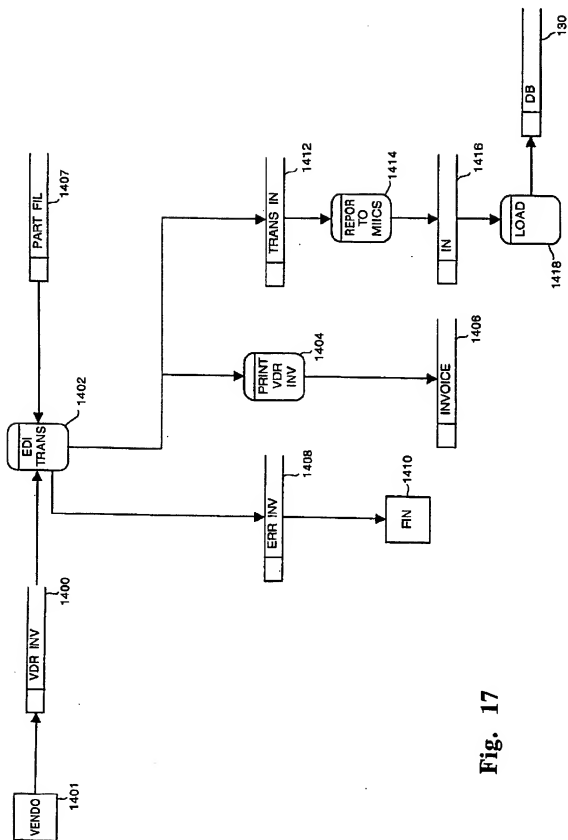 VENDO
1401
VDR INV
1400
EDI
TRANS
1402
PART FIL
1407
ERR INV
1408
FIN
1410
PRINT
VDR
INV
1404
INVOICE
1406
TRANS IN
1412
REPOR
TO
MIICS
1414
IN
1416
LOAD
1418
DB
130
Fig. 17